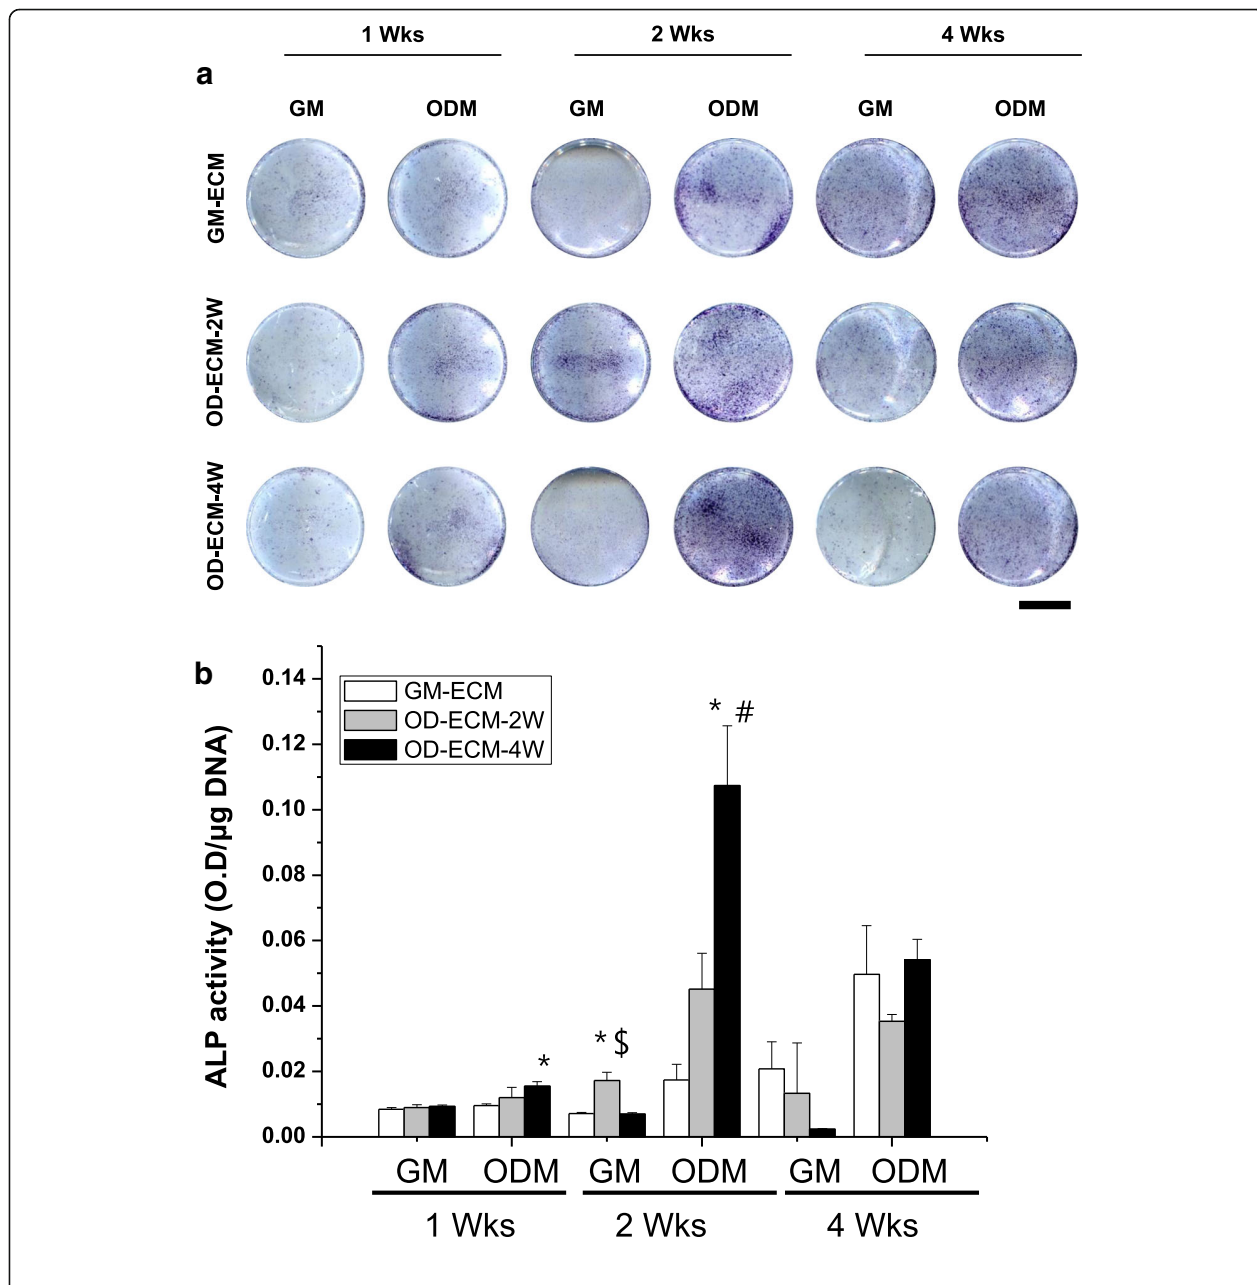 1 Wks 2 Wks 4 Wks
a
GM ODM GM ODM GM ODM
GM-ECM
OD-ECM-2W
OD-ECM-4W
b
GM-ECM
OD-ECM-2W
OD-ECM-4W
ALP activity (O.D/µg DNA)
0.14
0.12
0.10
0.08
0.06
0.04
0.02
0.00
* #
* $
*
GM ODM GM ODM GM ODM
1 Wks 2 Wks 4 Wks